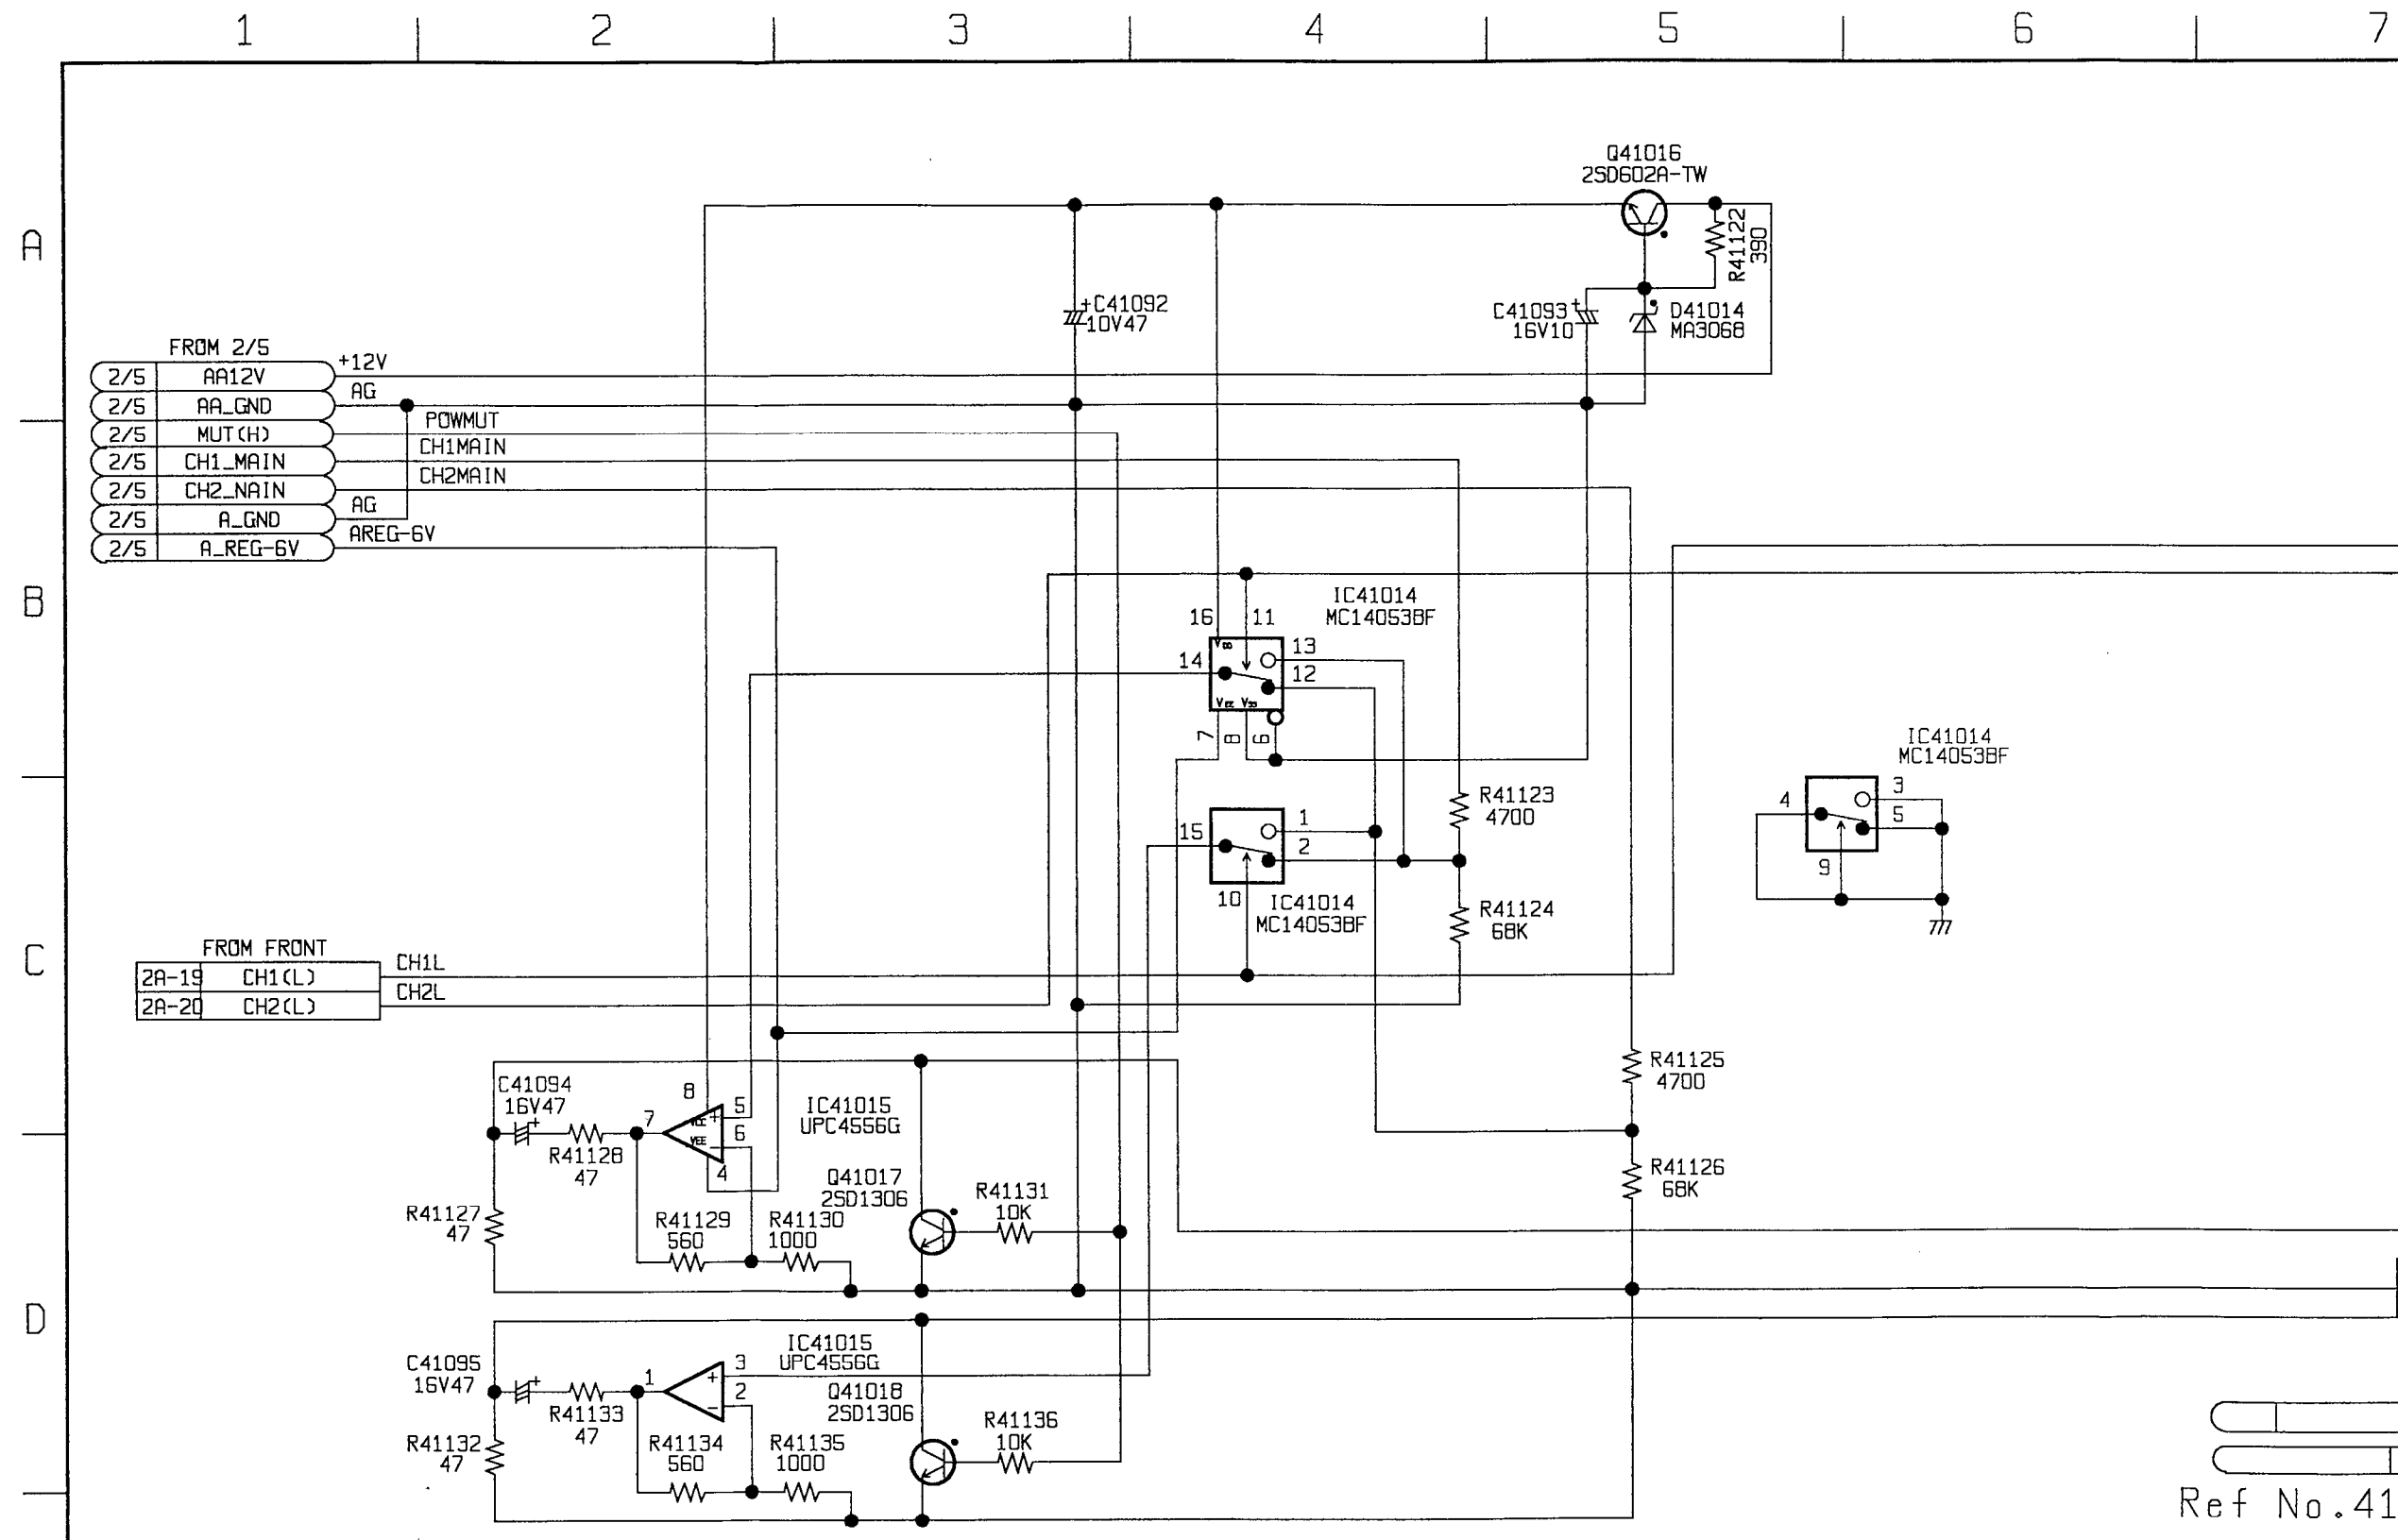 1 2 3 4 5 6 7
A
Q41016
2SD602A-TW
R41122
390
+C41092
10V47
C41093+
16V10
D41014
MA3068
FROM 2/5
2/5 AA12V +12V
2/5 AA_GND AG
2/5 MUT(H) POWMUT
2/5 CH1_MAIN CH1MAIN
2/5 CH2_NAIN CH2MAIN
2/5 A_GND AG
2/5 A_REG-6V AREG-6V
B
IC41014
MC14053BF
16 11
13
14
12
VEE
7 8 6
IC41014
MC14053BF
3
4
5
9
R41123
4700
1
15
2
10
IC41014
MC14053BF
R41124
68K
C
FROM FRONT
2A-19 CH1(L) CH1L
2A-20 CH2(L) CH2L
R41125
4700
C41094
16V47
+
8
5
7
VCC +
6
VEE -
4
IC41015
UPC4556G
R41128
47
Q41017
2SD1306
R41131
10K
R41126
68K
R41127
47
R41129
560
R41130
1000
D
IC41015
UPC4556G
C41095
16V47
+
3
1
+
2
-
Q41018
2SD1306
R41133
47
R41136
10K
R41132
47
R41134
560
R41135
1000
Ref No.41